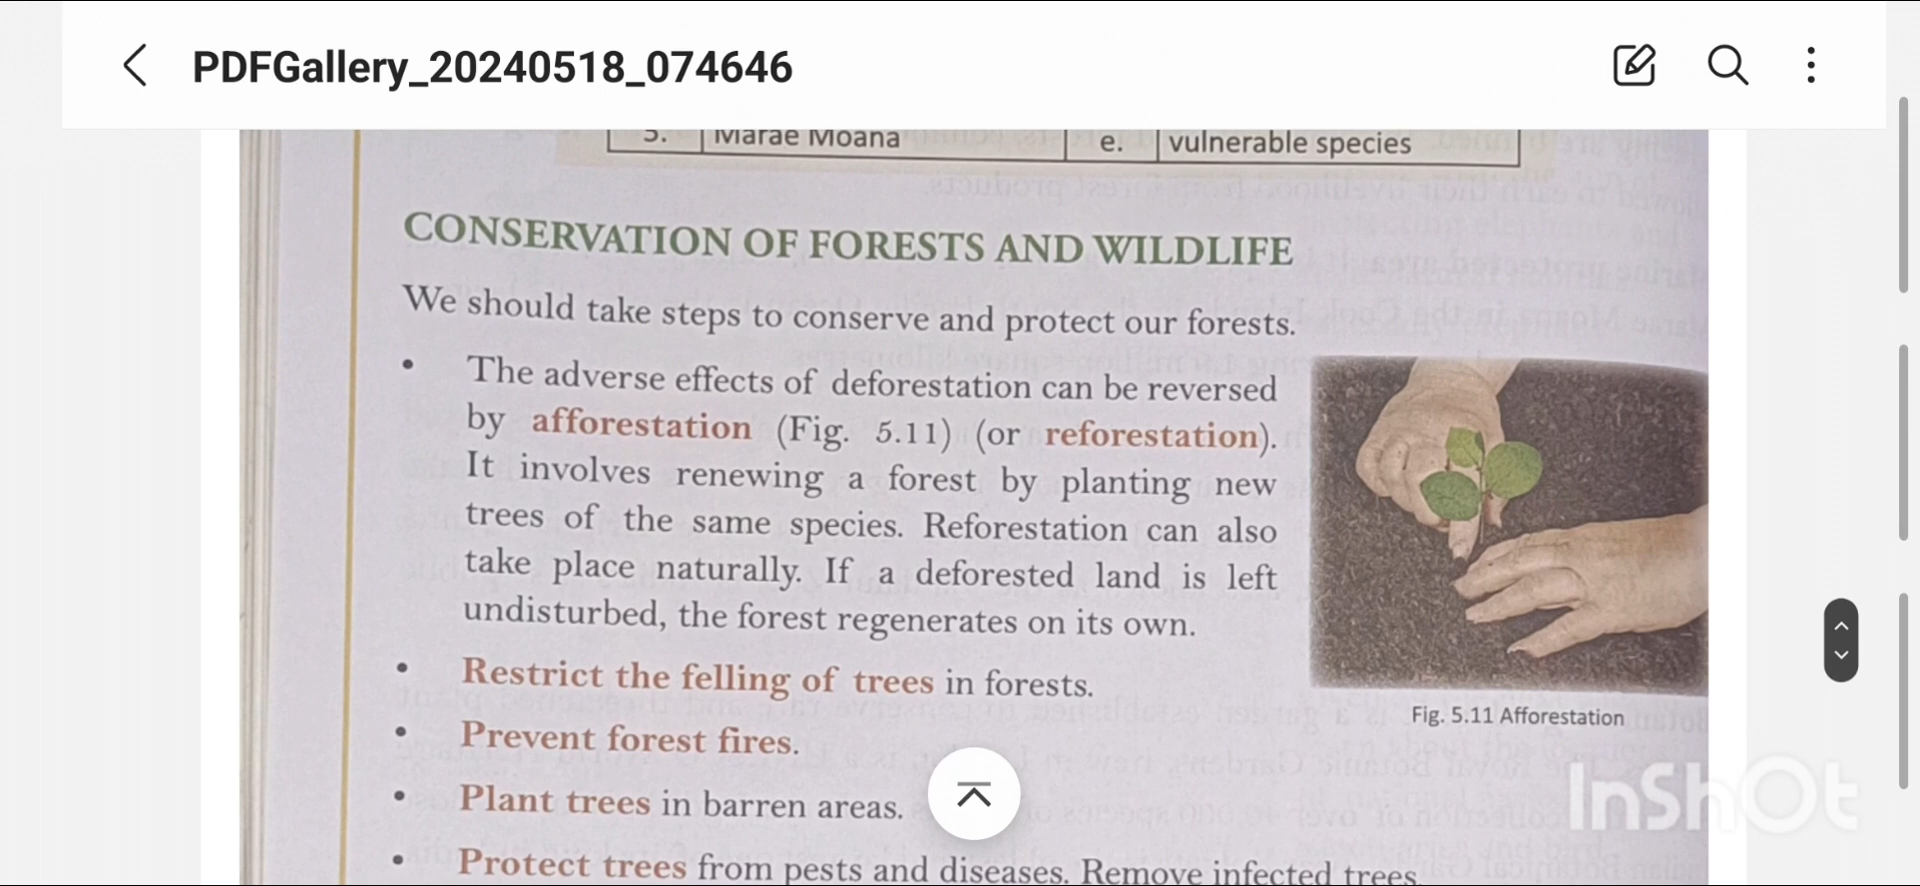 PDFGallery_20240518_074646
5. Marae Moana e. vulnerable species
CONSERVATION OF FORESTS AND WILDLIFE
We should take steps to conserve and protect our forests.
• The adverse effects of deforestation can be reversed
by afforestation (Fig. 5.11) (or reforestation).
It involves renewing a forest by planting new
trees of the same species. Reforestation can also
take place naturally. If a deforested land is left
undisturbed, the forest regenerates on its own.
Fig. 5.11 Afforestation
• Restrict the felling of trees in forests.
• Prevent forest fires.
• Plant trees in barren areas.
• Protect trees from pests and diseases. Remove infected trees.
InShOt